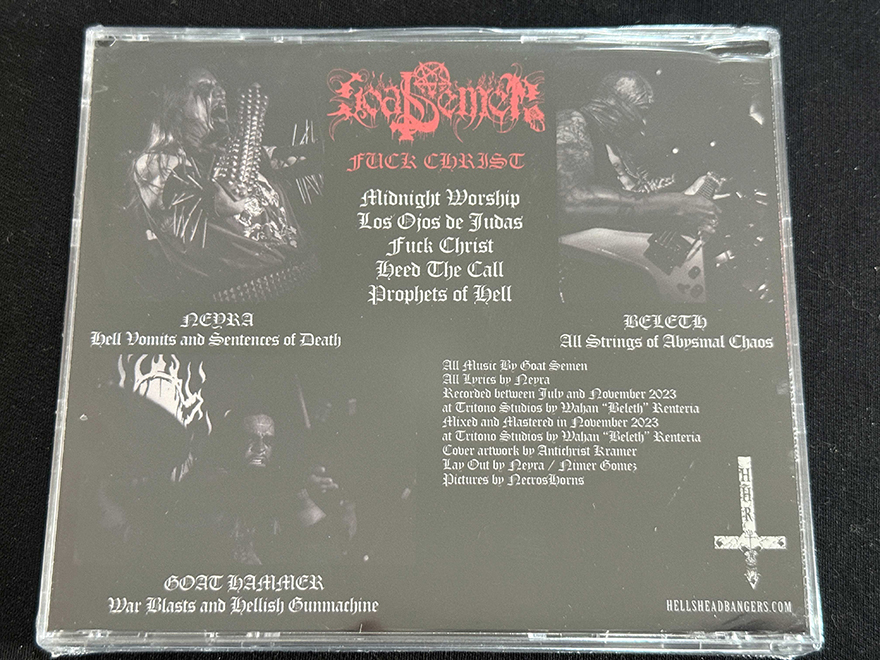 Goat Semen
FUCK CHRIST
Midnight Worship
Los Ojos de Judas
Fuck Christ
Heed The Call
Prophets of Hell
NEYRA
Hell Vomits and Sentences of Death
BELETH
All Strings of Abysmal Chaos
All Music By Goat Semen
All Lyrics by Neyra
Recorded between July and November 2023
at Tritono Studios by Wahan “Beleth” Renteria
Mixed and Mastered in November 2023
at Tritono Studios by Wahan “Beleth” Renteria
Cover artwork by Antichrist Kramer
Lay Out by Neyra / Nimer Gomez
Pictures by NecrosHorns
GOAT HAMMER
War Blasts and Hellish Gunmachine
HHR
HELLSHEADBANGERS.COM